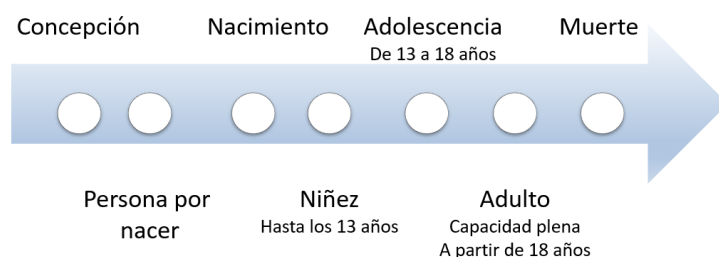 Concepción
Nacimiento
Adolescencia
De 13 a 18 años
Muerte
Persona por
nacer
Niñez
Hasta los 13 años
Adulto
Capacidad plena
A partir de 18 años